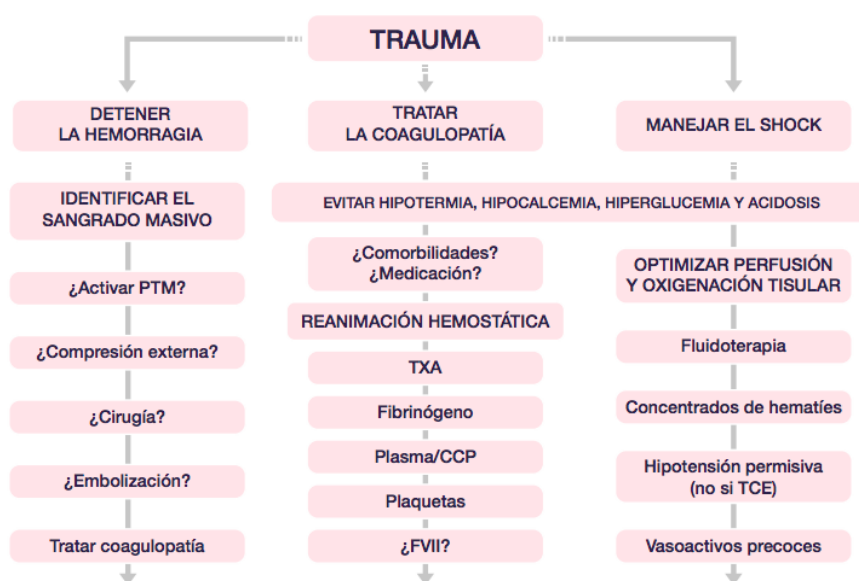 TRAUMA
DETENER
LA HEMORRAGIA
TRATAR
LA COAGULOPATÍA
MANEJAR EL SHOCK
IDENTIFICAR EL
SANGRADO MASIVO
EVITAR HIPOTERMIA, HIPOCALCEMIA, HIPERGLUCEMIA Y ACIDOSIS
¿Activar PTM?
¿Compresión externa?
¿Cirugía?
¿Embolización?
Tratar coagulopatía
¿Comorbilidades?
¿Medicación?
REANIMACIÓN HEMOSTÁTICA
TXA
Fibrinógeno
Plasma/CCP
Plaquetas
¿FVII?
OPTIMIZAR PERFUSIÓN
Y OXIGENACIÓN TISULAR
Fluidoterapia
Concentrados de hematíes
Hipotensión permisiva
(no si TCE)
Vasoactivos precoces